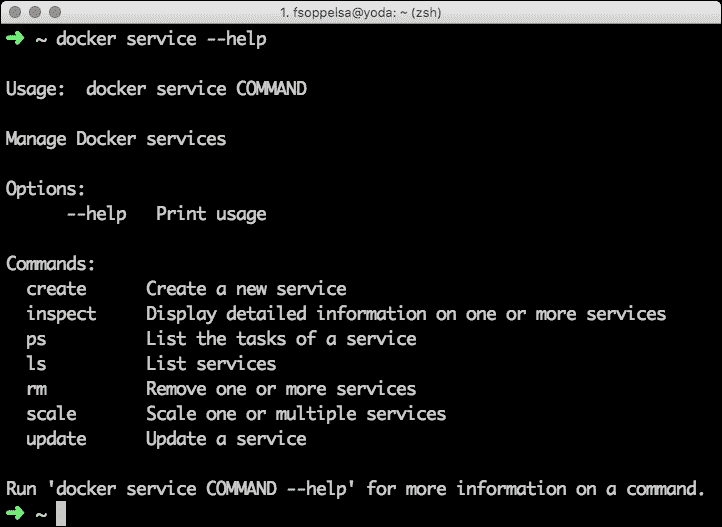 1. fsoppelsa@yoda: ~ (zsh)
➜ ~ docker service --help
Usage:  docker service COMMAND
Manage Docker services
Options:
      --help   Print usage
Commands:
  create      Create a new service
  inspect     Display detailed information on one or more services
  ps          List the tasks of a service
  ls          List services
  rm          Remove one or more services
  scale       Scale one or multiple services
  update      Update a service
Run 'docker service COMMAND --help' for more information on a command.
➜ ~